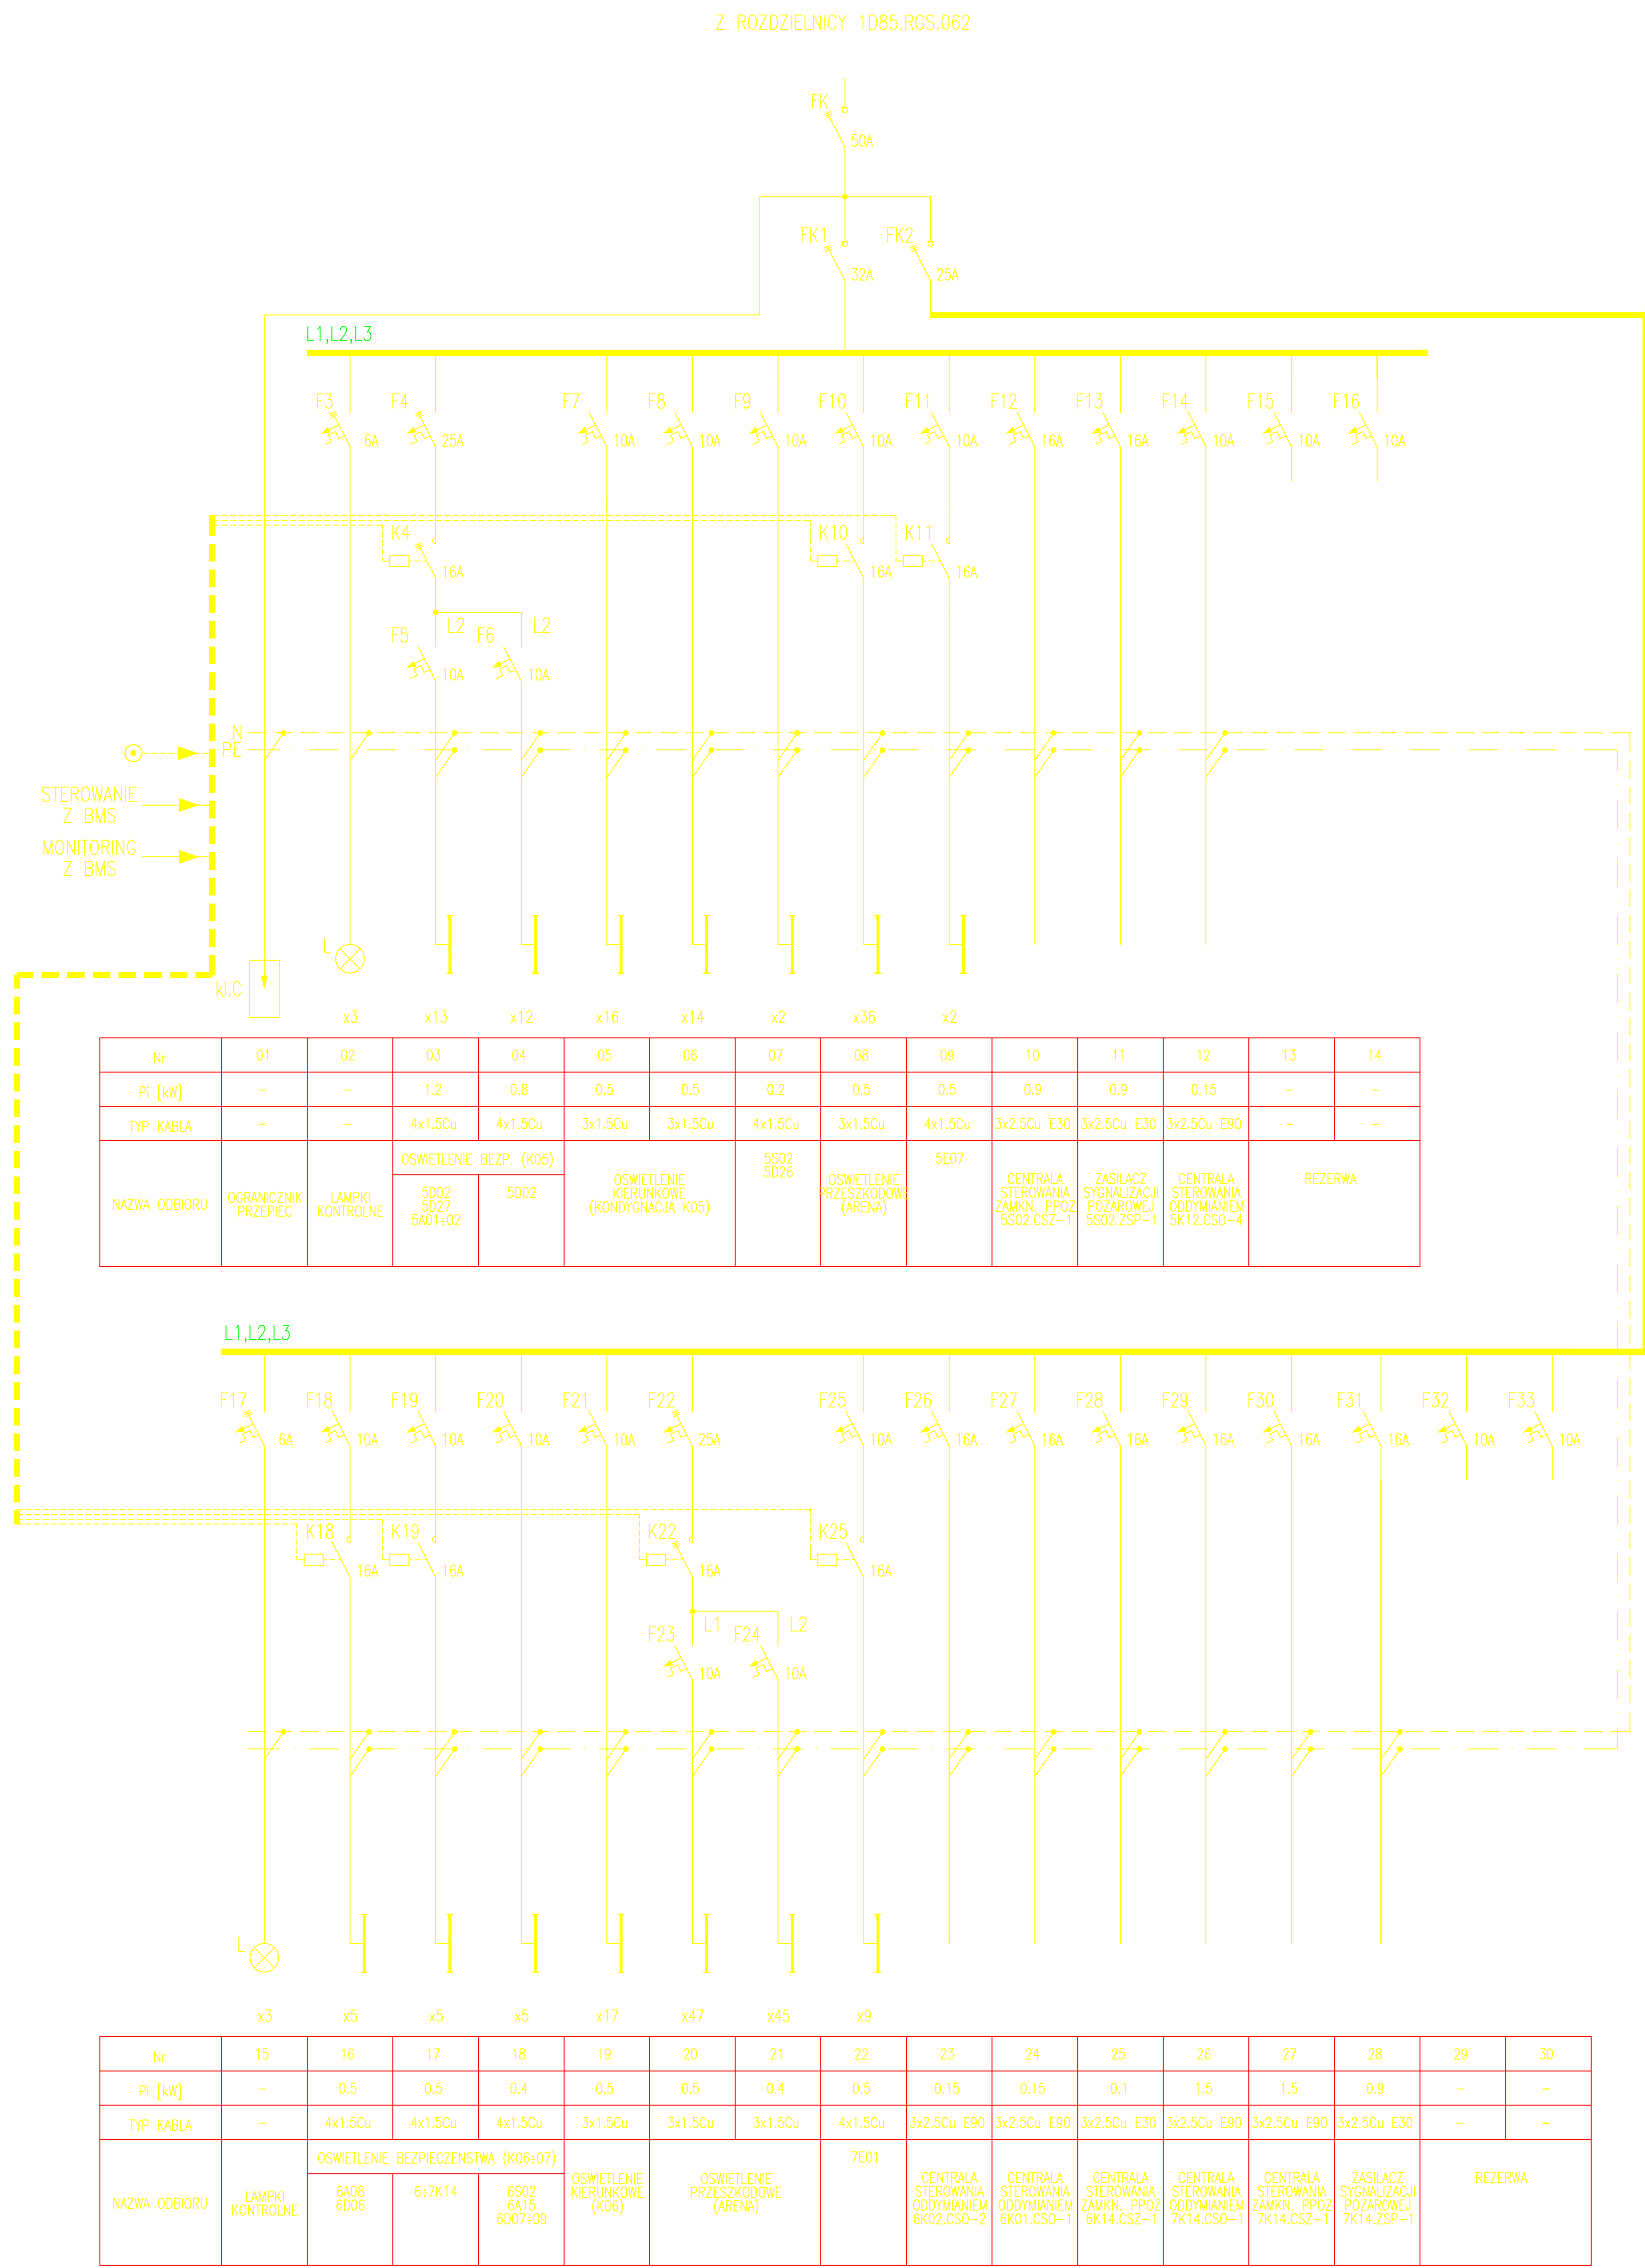 Z ROZDZIELNICY 1D85.RGS.062
FK
50A
FK1
FK2
32A
25A
L1,L2,L3
F3
F4
F7
F8
F9
F10
F11
F12
F13
F14
F15
F16
6A
25A
10A
10A
10A
10A
10A
16A
16A
10A
10A
10A
K4
K10
K11
16A
16A
16A
L2
L2
F5
F6
10A
10A
N
PE
STEROWANIE
Z BMS
MONITORING
Z BMS
L
kl.C
x3
x13
x12
x16
x14
x2
x36
x2
Nr 01 02 03 04 05 06 07 08 09 10 11 12 13 14
Pi [kW] – – 1.2 0.8 0.5 0.5 0.2 0.5 0.5 0.9 0.9 0.15 – –
TYP KABLA – – 4x1.5Cu 4x1.5Cu 3x1.5Cu 3x1.5Cu 4x1.5Cu 3x1.5Cu 4x1.5Cu 3x2.5Cu E30 3x2.5Cu E30 3x2.5Cu E90 – –
NAZWA ODBIORU
OGRANICZNIK
PRZEPIEC
LAMPKI
KONTROLNE
OSWIETLENIE BEZP. (K05)
5D02
5D27
5A01÷02
5D02
OSWIETLENIE
KIERUNKOWE
(KONDYGNACJA K05)
5S02
5D26
OSWIETLENIE
PRZESZKODOWE
(ARENA)
5E07
CENTRALA
STEROWANIA
ZAMKN. PPOZ
5S02.CSZ-1
ZASILACZ
SYGNALIZACJI
POZAROWEJ
5S02.ZSP-1
CENTRALA
STEROWANIA
ODDYMIANIEM
5K12.CSO-4
REZERWA
L1,L2,L3
F17
F18
F19
F20
F21
F22
F25
F26
F27
F28
F29
F30
F31
F32
F33
6A
10A
10A
10A
10A
25A
10A
16A
16A
16A
16A
16A
16A
10A
10A
K18
K19
K22
K25
16A
16A
16A
16A
L1
L2
F23
F24
10A
10A
L
x3
x5
x5
x5
x17
x47
x45
x9
Nr 15 16 17 18 19 20 21 22 23 24 25 26 27 28 29 30
Pi [kW] – 0.5 0.5 0.4 0.5 0.5 0.4 0.5 0.15 0.15 0.1 1.5 1.5 0.9 – –
TYP KABLA – 4x1.5Cu 4x1.5Cu 4x1.5Cu 3x1.5Cu 3x1.5Cu 3x1.5Cu 4x1.5Cu 3x2.5Cu E90 3x2.5Cu E90 3x2.5Cu E30 3x2.5Cu E90 3x2.5Cu E90 3x2.5Cu E30 – –
NAZWA ODBIORU
LAMPKI
KONTROLNE
OSWIETLENIE BEZPIECZENSTWA (K06÷07)
6A08
6D06
6÷7K14
6S02
6A15
6D07÷09
OSWIETLENIE
KIERUNKOWE
(K06)
OSWIETLENIE
PRZESZKODOWE
(ARENA)
7E01
CENTRALA
STEROWANIA
ODDYMIANIEM
6K02.CSO-2
CENTRALA
STEROWANIA
ODDYMIANIEM
6K01.CSO-1
CENTRALA
STEROWANIA
ZAMKN. PPOZ
6K14.CSZ-1
CENTRALA
STEROWANIA
ODDYMIANIEM
7K14.CSO-1
CENTRALA
STEROWANIA
ZAMKN. PPOZ
7K14.CSZ-1
ZASILACZ
SYGNALIZACJI
POZAROWEJ
7K14.ZSP-1
REZERWA